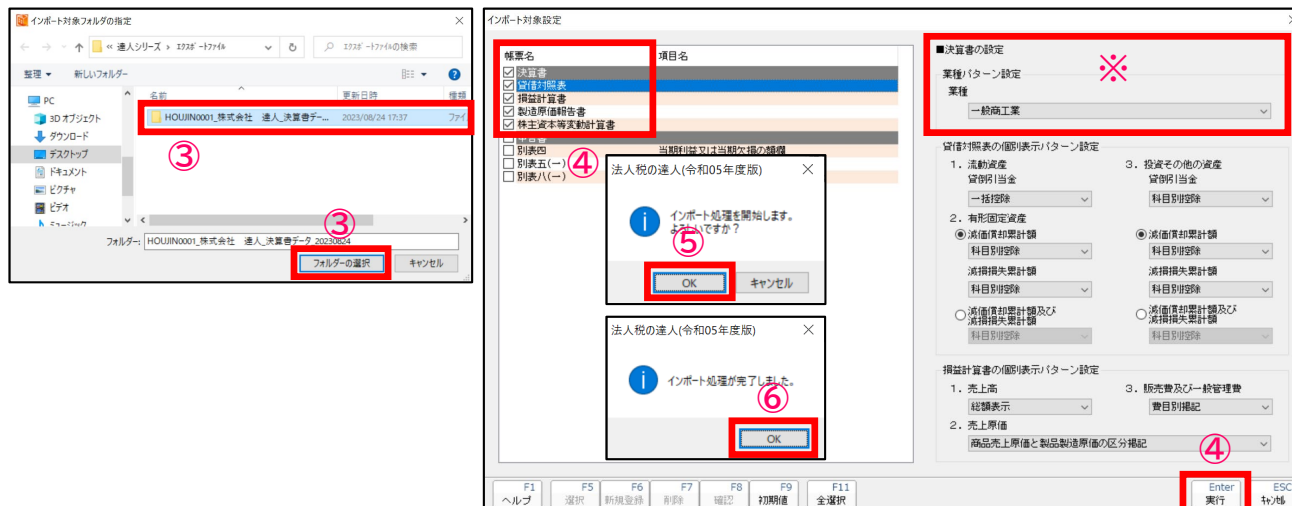 インポート対象フォルダの指定
« 達人シリーズ › ｴｸｽﾎﾟｰﾄﾌｧｲﾙ
ｴｸｽﾎﾟｰﾄﾌｧｲﾙの検索
整理 新しいフォルダー
PC
3D オブジェクト
ダウンロード
デスクトップ
ドキュメント
ピクチャ
ビデオ
名前 更新日時 種類
HOUJIN0001_株式会社 達人_決算書デー... 2023/08/24 17:37 ファイ
③
③
フォルダー: HOUJIN0001_株式会社 達人_決算書データ_20230824
フォルダーの選択 キャンセル
インポート対象設定
帳票名 項目名
決算書
貸借対照表
損益計算書
製造原価報告書
株主資本等変動計算書
別表四 当期利益又は当期欠損の額欄
別表五(一)
別表八(一)
④
法人税の達人(令和05年度版)
インポート処理を開始します。
よろしいですか？
⑤
OK キャンセル
法人税の達人(令和05年度版)
インポート処理が完了しました。
⑥
OK
■決算書の設定
※
業種パターン設定
業種
一般商工業
貸借対照表の個別表示パターン設定
1. 流動資産 3. 投資その他の資産
貸倒引当金 貸倒引当金
一括控除 科目別控除
2. 有形固定資産
減価償却累計額 減価償却累計額
科目別控除 科目別控除
減損損失累計額 減損損失累計額
科目別控除 科目別控除
減価償却累計額及び 減価償却累計額及び
減損損失累計額 減損損失累計額
科目別控除 科目別控除
損益計算書の個別表示パターン設定
1. 売上高 3. 販売費及び一般管理費
総額表示 費目別掲記
2. 売上原価
商品売上原価と製品製造原価の区分掲記
④
F1 F5 F6 F7 F8 F9 F11 Enter ESC
ヘルプ 選択 新規登録 削除 確認 初期値 全選択 実行 ｷｬﾝｾﾙ